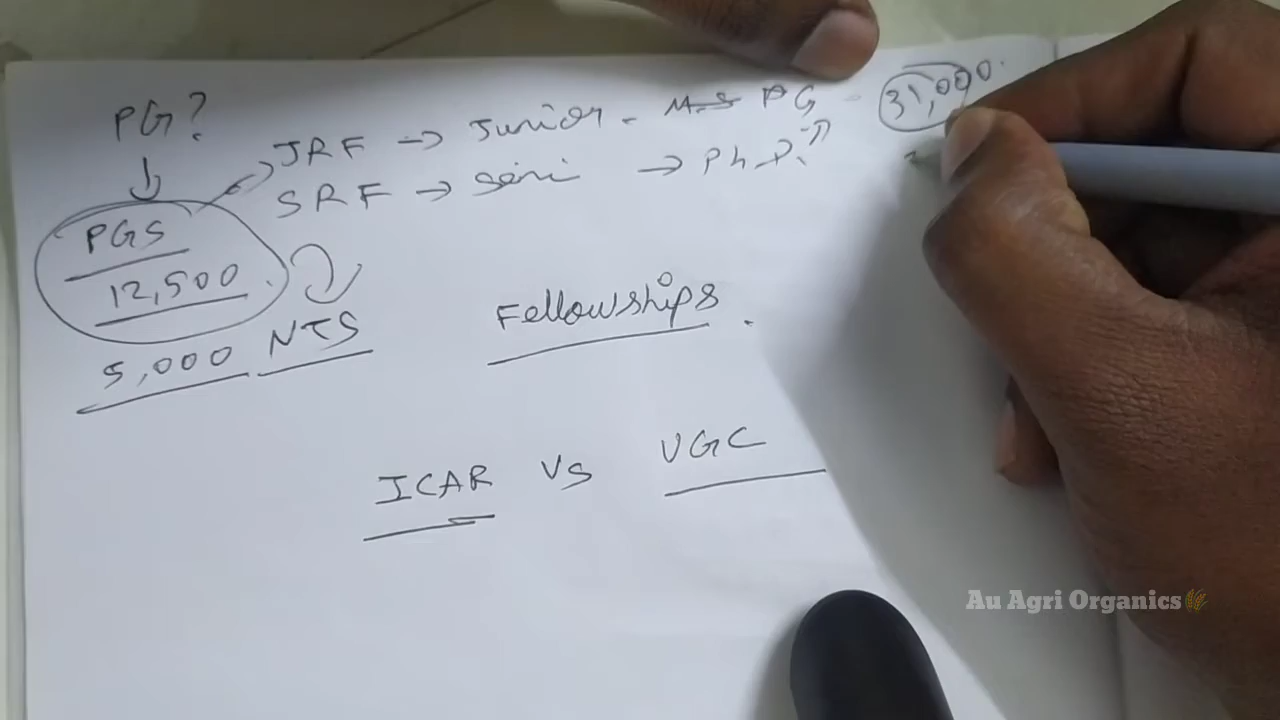 PG?
JRF → Junior - M.S PG - 31,000.
SRF → Seni → Ph.D.
PGS
12,500
5,000 NTS
Fellowships.
ICAR VS UGC
Au Agri Organics